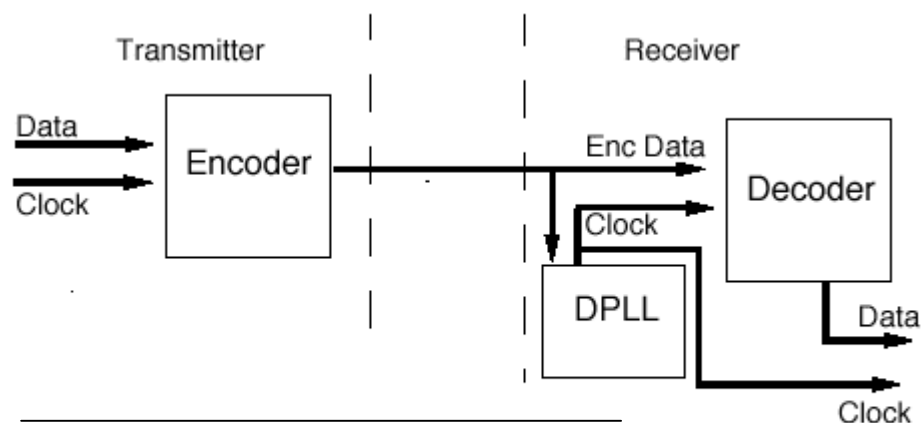 Transmitter
Receiver
Data
Encoder
Enc Data
Clock
Decoder
Clock
DPLL
Data
Clock